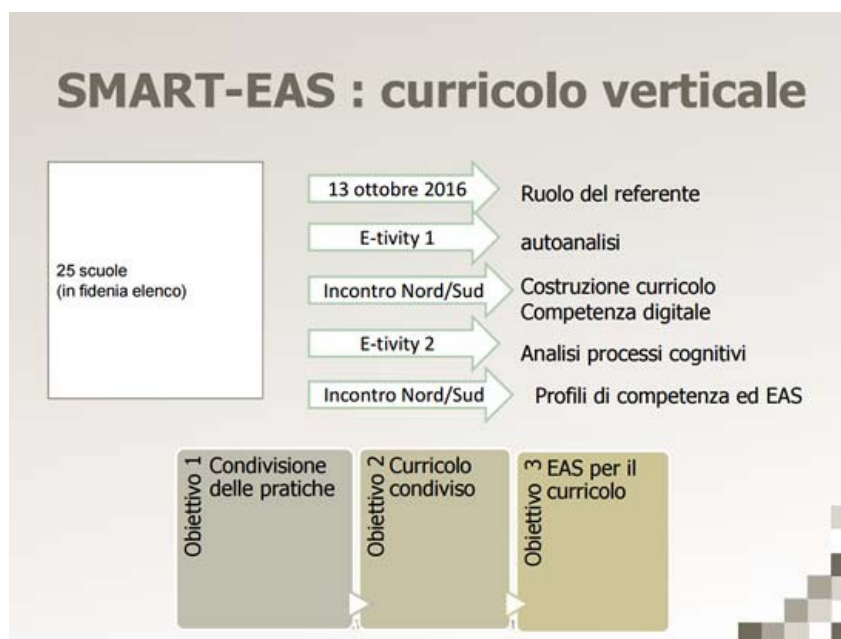 SMART-EAS : curricolo verticale
25 scuole
(in fidenia elenco)
13 ottobre 2016
Ruolo del referente
E-tivity 1
autoanalisi
Incontro Nord/Sud
Costruzione curricolo
Competenza digitale
E-tivity 2
Analisi processi cognitivi
Incontro Nord/Sud
Profili di competenza ed EAS
Obiettivo 1
Condivisione
delle pratiche
Obiettivo 2
Curricolo
condiviso
Obiettivo 3
EAS per il
curricolo